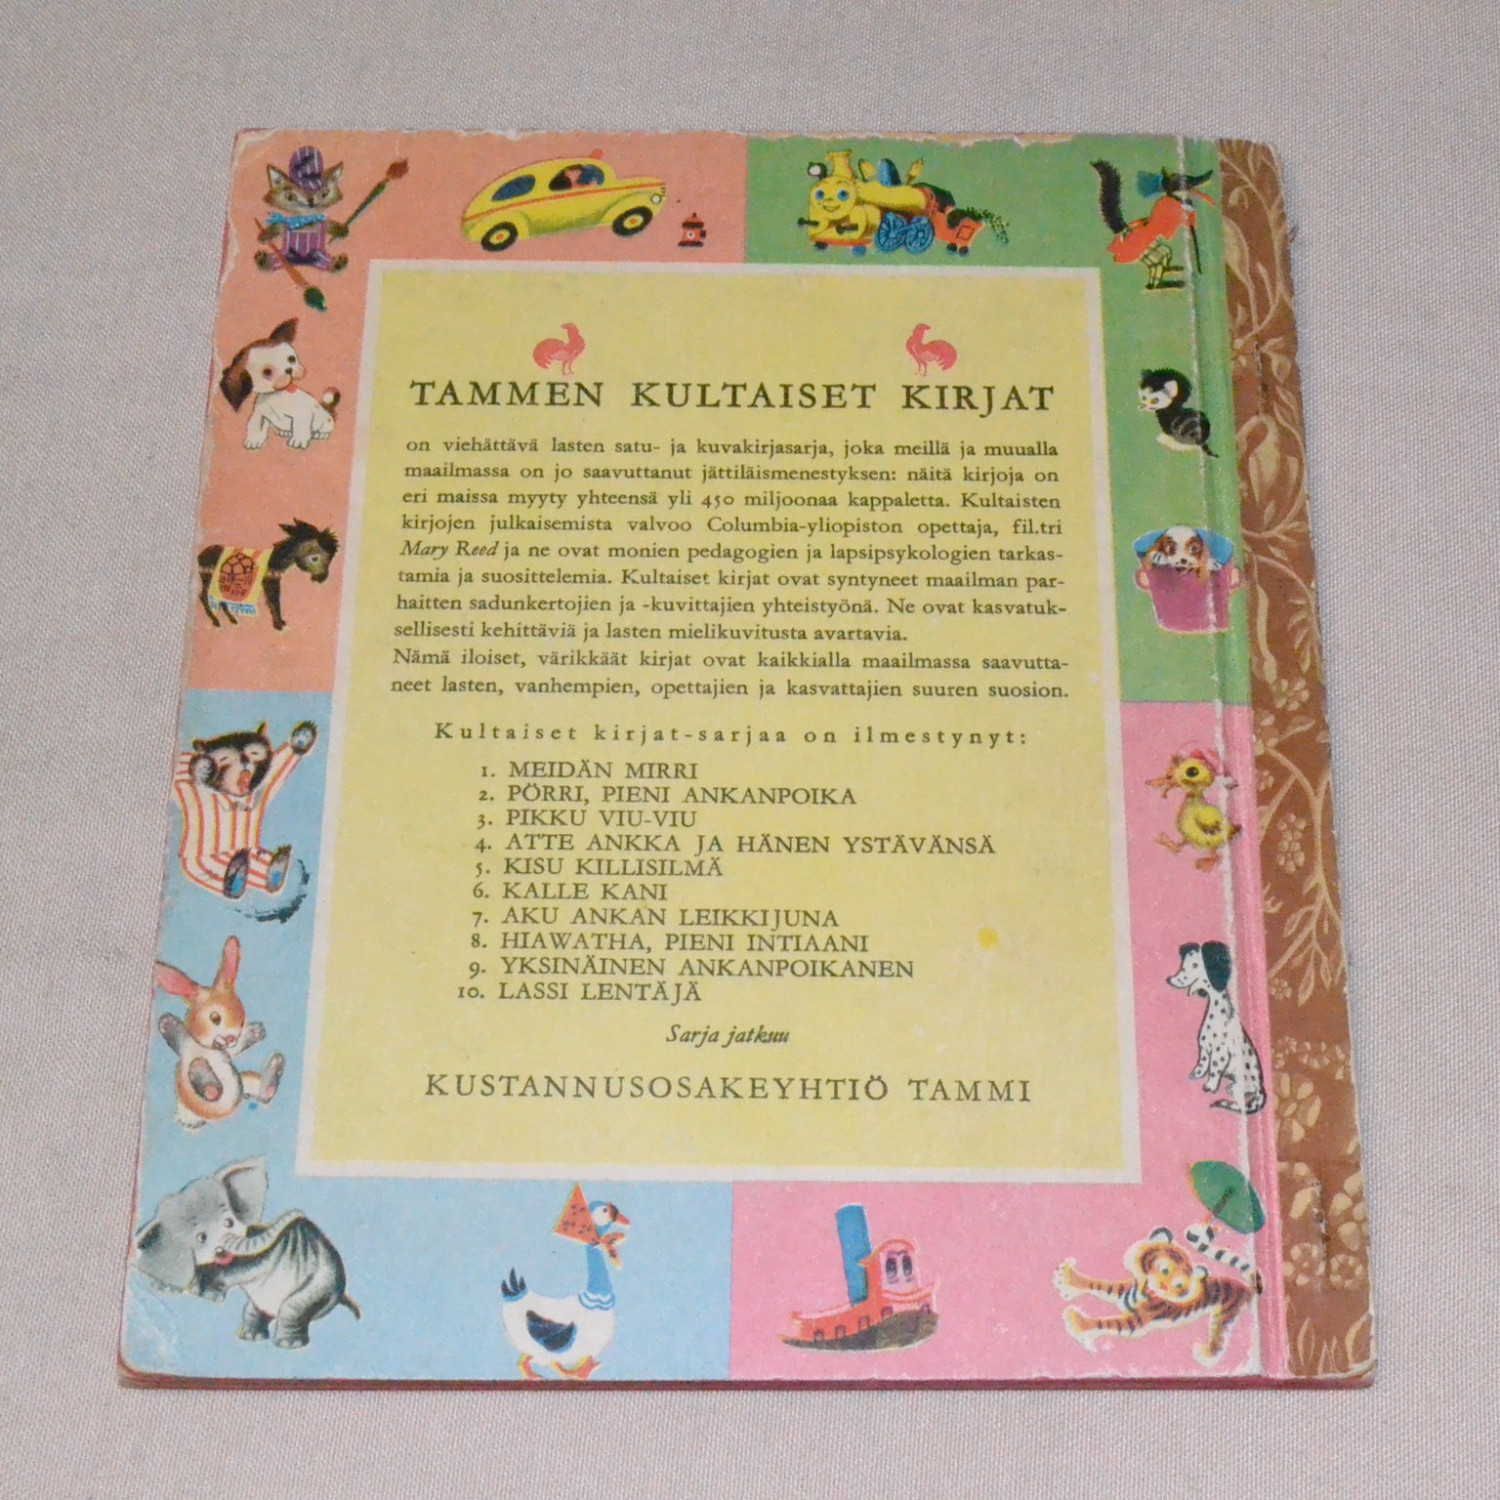 TAMMEN KULTAISET KIRJAT
on viehättävä lasten satu- ja kuvakirjasarja, joka meillä ja muualla
maailmassa on jo saavuttanut jättiläismenestyksen: näitä kirjoja on
eri maissa myyty yhteensä yli 450 miljoonaa kappaletta. Kultaisten
kirjojen julkaisemista valvoo Columbia-yliopiston opettaja, fil.tri
Mary Reed ja ne ovat monien pedagogien ja lapsipsykologien tarkas-
tamia ja suosittelemia. Kultaiset kirjat ovat syntyneet maailman par-
haitten sadunkertojien ja -kuvittajien yhteistyönä. Ne ovat kasvatuk-
sellisesti kehittäviä ja lasten mielikuvitusta avartavia.
Nämä iloiset, värikkäät kirjat ovat kaikkialla maailmassa saavutta-
neet lasten, vanhempien, opettajien ja kasvattajien suuren suosion.
Kultaiset kirjat-sarjaa on ilmestynyt:
1. MEIDÄN MIRRI
2. PÖRRI, PIENI ANKANPOIKA
3. PIKKU VIU-VIU
4. ATTE ANKKA JA HÄNEN YSTÄVÄNSÄ
5. KISU KILLISILMÄ
6. KALLE KANI
7. AKU ANKAN LEIKKIJUNA
8. HIAWATHA, PIENI INTIAANI
9. YKSINÄINEN ANKANPOIKANEN
10. LASSI LENTÄJÄ
Sarja jatkuu
KUSTANNUSOSAKEYHTIÖ TAMMI